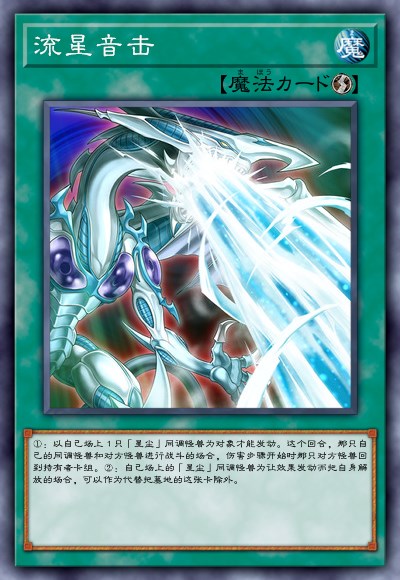 流星音击
魔
【魔法カード】
まほう
①：以自己场上１只「星尘」同调怪兽为对象才能发动。这个回合，那只自
己的同调怪兽和对方怪兽进行战斗的场合，伤害步骤开始时那只对方怪兽回
到持有者卡组。②：自己场上的「星尘」同调怪兽为让效果发动而把自身解
放的场合，可以作为代替把墓地的这张卡除外。